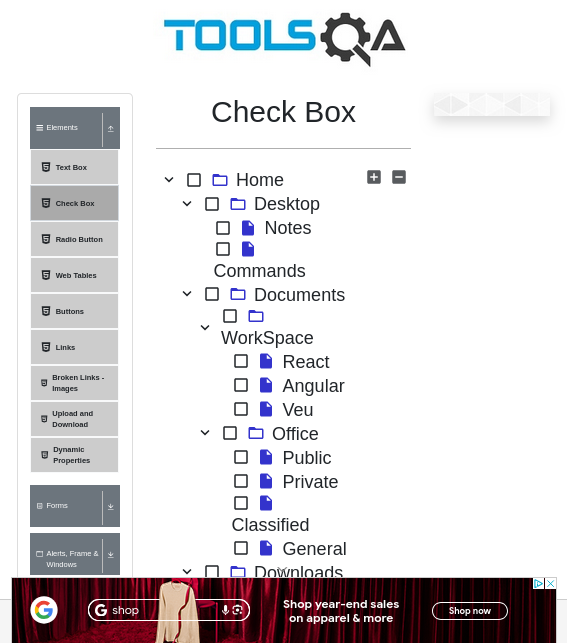 TOOLSQA
Check Box
Elements
Text Box
Check Box
Radio Button
Web Tables
Buttons
Links
Broken Links -
Images
Upload and
Download
Dynamic
Properties
Forms
Alerts, Frame &
Windows
Home
Desktop
Notes
Commands
Documents
WorkSpace
React
Angular
Veu
Office
Public
Private
Classified
General
Downloads
G shop
Shop year-end sales
on apparel & more
Shop now